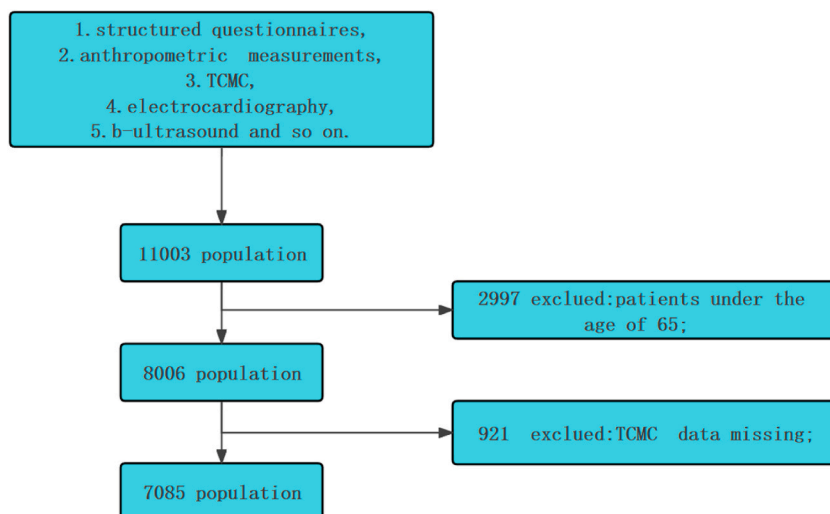 1.structured questionnaires,
2.anthropometric measurements,
3.TCMC,
4.electrocardiography,
5.b-ultrasound and so on.
11003 population
2997 exclued:patients under the
age of 65;
8006 population
921 exclued:TCMC data missing;
7085 population